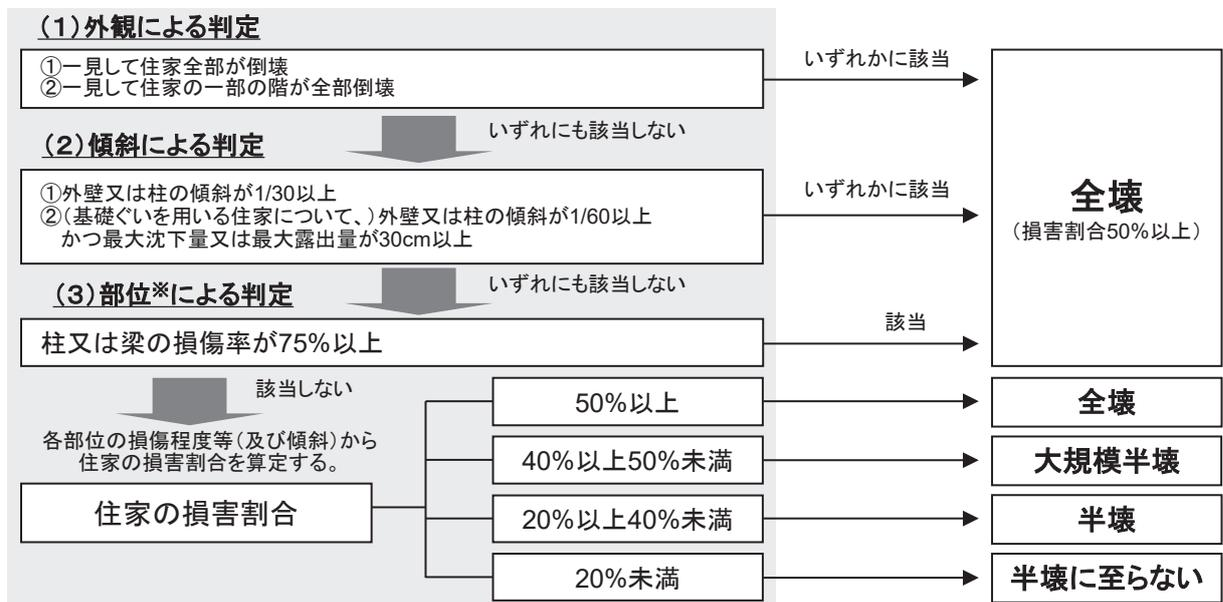 (1)外観による判定
①一見して住家全部が倒壊
②一見して住家の一部の階が全部倒壊
いずれかに該当
いずれにも該当しない
(2)傾斜による判定
①外壁又は柱の傾斜が1/30以上
②(基礎ぐいを用いる住家について、)外壁又は柱の傾斜が1/60以上
かつ最大沈下量又は最大露出量が30cm以上
いずれかに該当
全壊
(損害割合50%以上)
いずれにも該当しない
(3)部位※による判定
柱又は梁の損傷率が75%以上
該当
該当しない
各部位の損傷程度等(及び傾斜)から
住家の損害割合を算定する。
住家の損害割合
50%以上
全壊
40%以上50%未満
大規模半壊
20%以上40%未満
半壊
20%未満
半壊に至らない